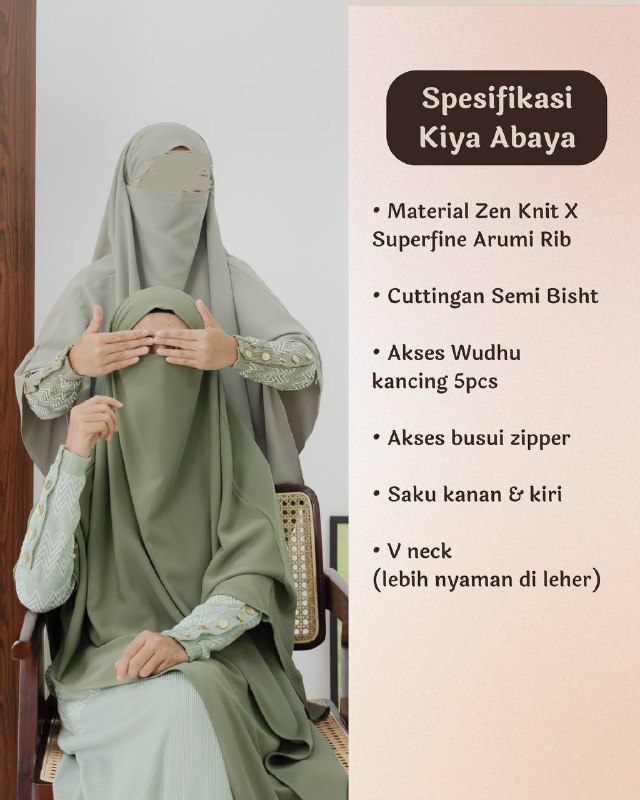 Spesifikasi
Kiya Abaya
• Material Zen Knit X
Superfine Arumi Rib
• Cuttingan Semi Bisht
• Akses Wudhu
kancing 5pcs
• Akses busui zipper
• Saku kanan & kiri
• V neck
(lebih nyaman di leher)